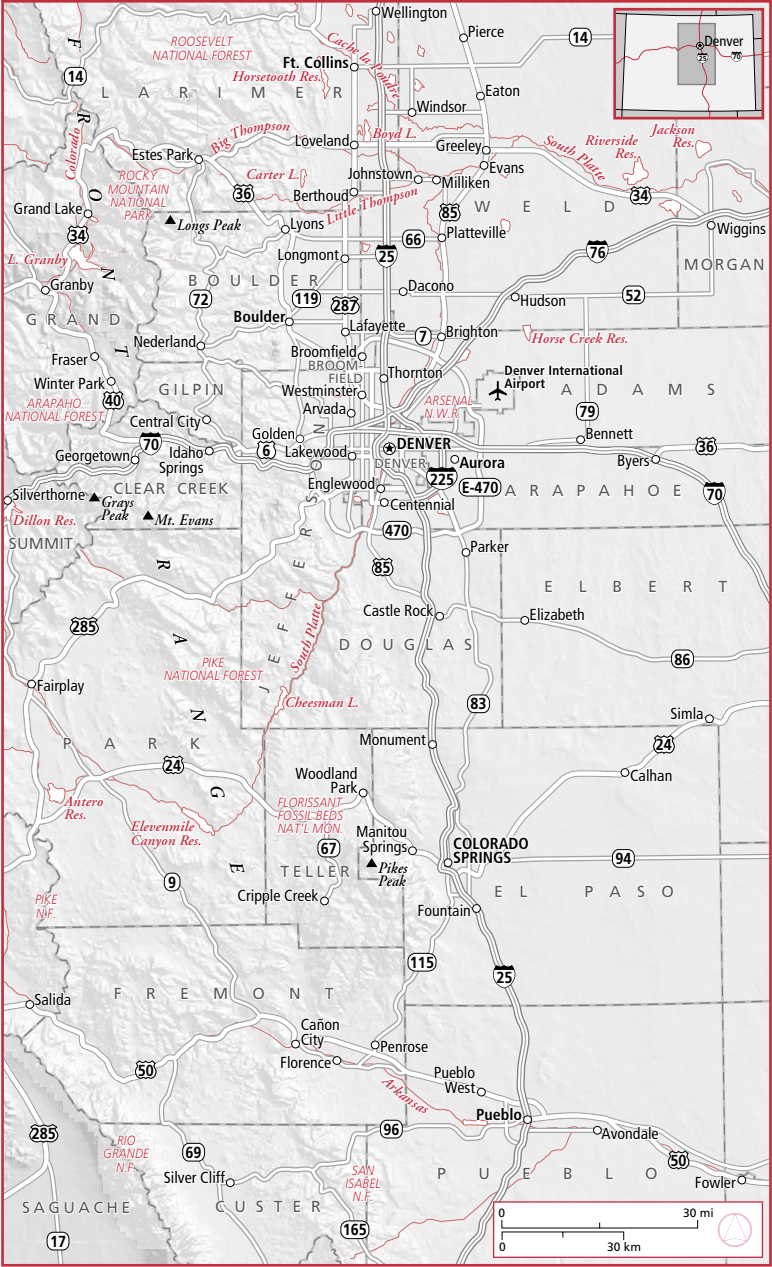 Wellington
Pierce
14
F
ROOSEVELT
NATIONAL FOREST
Cache la Poudre
Denver
25
70
14
Ft. Collins
Horsetooth Res.
L A R I M E R
Eaton
Windsor
R
Colorado
Big Thompson
Boyd L.
Loveland
Greeley
South Platte
Riverside
Res.
Jackson
Res.
Estes Park
Evans
ROCKY
MOUNTAIN
NATIONAL
PARK
Carter L.
Johnstown
Milliken
36
Berthoud
Little Thompson
34
O
Grand Lake
85
W E L D
Longs Peak
Lyons
Wiggins
34
66
Platteville
76
L. Granby
Longmont
25
MORGAN
N
Granby
B O U L D E R
72
119
287
Dacono
Hudson
52
G R A N D
Boulder
Lafayette
T
Nederland
7
Brighton
Horse Creek Res.
Fraser
Broomfield
BROOM-
FIELD
Thornton
Denver International
Airport
Winter Park
GILPIN
Westminster
A D A M S
ARAPAHO
NATIONAL FOREST
40
Arvada
ARSENAL
N.W.R.
79
Central City
70
Golden
DENVER
Bennett
36
Georgetown
Idaho
Springs
6
Lakewood
DENVER
Aurora
Byers
225
Silverthorne
Grays
Peak
CLEAR CREEK
Englewood
E-470
A R A P A H O E
70
Centennial
Dillon Res.
Mt. Evans
SUMMIT
470
Parker
R
85
E L B E R T
J E F F E R S O N
Castle Rock
Elizabeth
285
A
South Platte
D O U G L A S
86
PIKE
NATIONAL FOREST
Fairplay
Cheesman L.
83
N
Simla
P A R K
Monument
24
24
Calhan
Woodland
Park
G
Antero
Res.
FLORISSANT
FOSSIL BEDS
NAT'L MON.
Elevenmile
Canyon Res.
Manitou
Springs
COLORADO
SPRINGS
67
94
E
TELLER
Pikes
Peak
9
Cripple Creek
EL PASO
PIKE
N.F.
Fountain
115
25
F R E M O N T
Salida
Cañon
City
Penrose
Florence
50
Pueblo
West
Arkansas
Pueblo
285
RIO
GRANDE
N.F.
96
Avondale
69
50
SAN
ISABEL
N.F.
Silver Cliff
P U E B L O
Fowler
SAGUACHE
CUSTER
165
17
0
30 mi
0
30 km